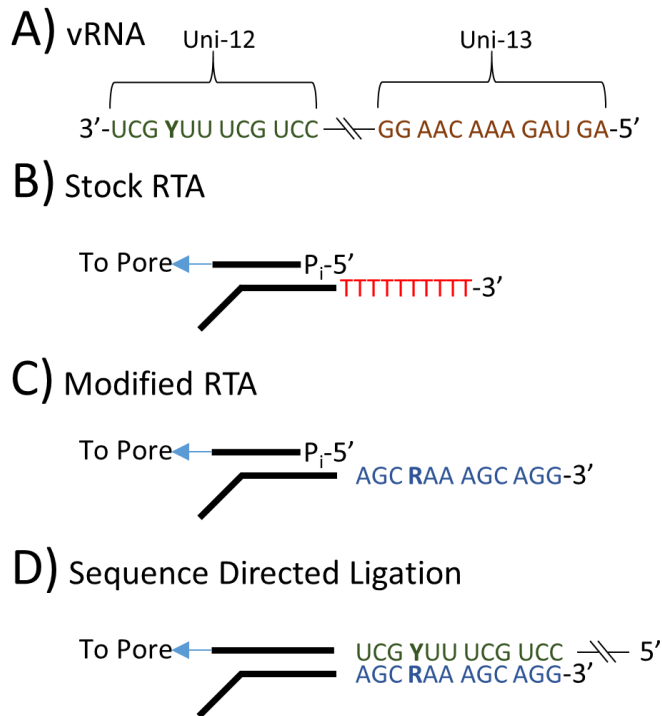 A) vRNA
Uni-12 Uni-13
3’-UCG YUU UCG UCC GG AAC AAA GAU GA-5’
B) Stock RTA
To Pore Pi-5’
TTTTTTTTTT-3’
C) Modified RTA
To Pore Pi-5’
AGC RAA AGC AGG-3’
D) Sequence Directed Ligation
To Pore UCG YUU UCG UCC 5’
AGC RAA AGC AGG-3’